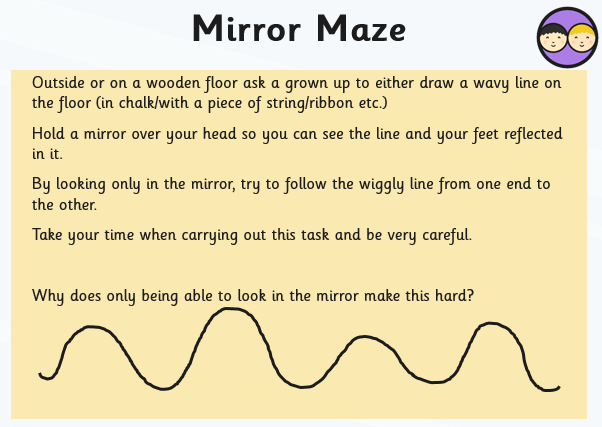 Mirror Maze
Outside or on a wooden floor ask a grown up to either draw a wavy line on
the floor (in chalk/with a piece of string/ribbon etc.)
Hold a mirror over your head so you can see the line and your feet reflected
in it.
By looking only in the mirror, try to follow the wiggly line from one end to
the other.
Take your time when carrying out this task and be very careful.
Why does only being able to look in the mirror make this hard?